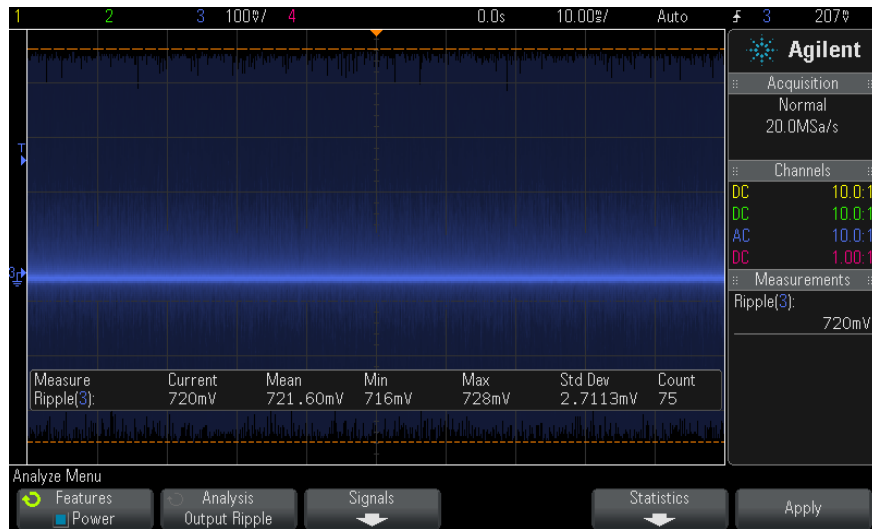 1 2 3 100V/ 4 0.0s 10.00s/ Auto 3 207V
Agilent
Acquisition
Normal
20.0MSa/s
Channels
DC 10.0:1
DC 10.0:1
AC 10.0:1
DC 1.00:1
Measurements
Ripple(3):
720mV
T
3
Measure Current Mean Min Max Std Dev Count
Ripple(3): 720mV 721.60mV 716mV 728mV 2.7113mV 75
Analyze Menu
Features Analysis Signals Statistics Apply
Power Output Ripple